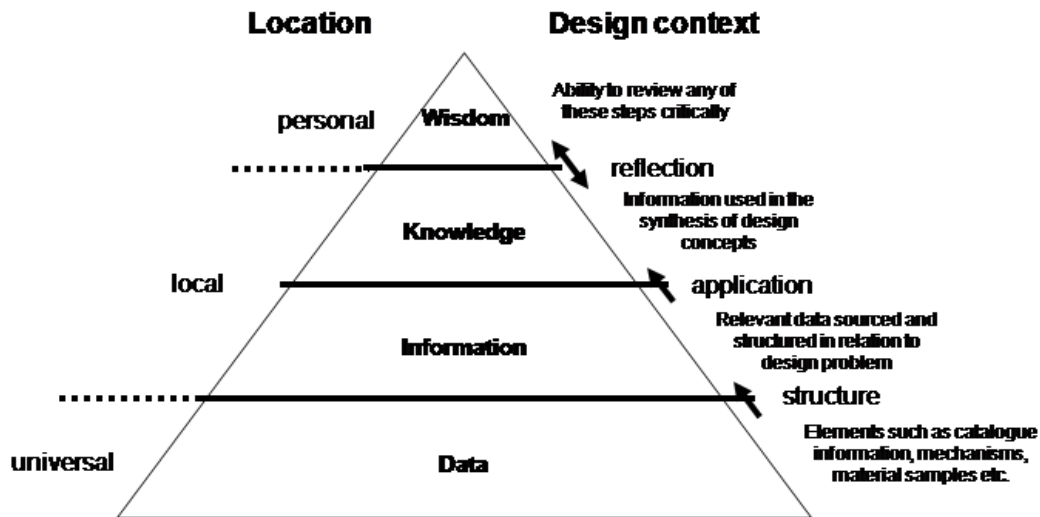 Location
Design context
Ability to review any of
these steps critically
personal
Wisdom
reflection
Information used in the
synthesis of design
concepts
Knowledge
local
application
Relevant data sourced and
structured in relation to
design problem
Information
structure
Elements such as catalogue
information, mechanisms,
material samples etc.
universal
Data